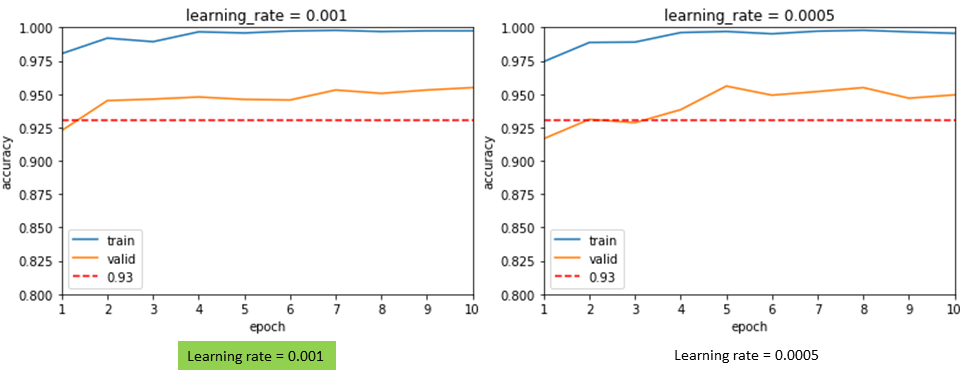 learning_rate = 0.001
1.000
0.975
0.950
0.925
0.900
0.875
0.850
0.825
0.800
accuracy
train
valid
0.93
1 2 3 4 5 6 7 8 9 10
epoch
Learning rate = 0.001
learning_rate = 0.0005
1.000
0.975
0.950
0.925
0.900
0.875
0.850
0.825
0.800
accuracy
train
valid
0.93
1 2 3 4 5 6 7 8 9 10
epoch
Learning rate = 0.0005